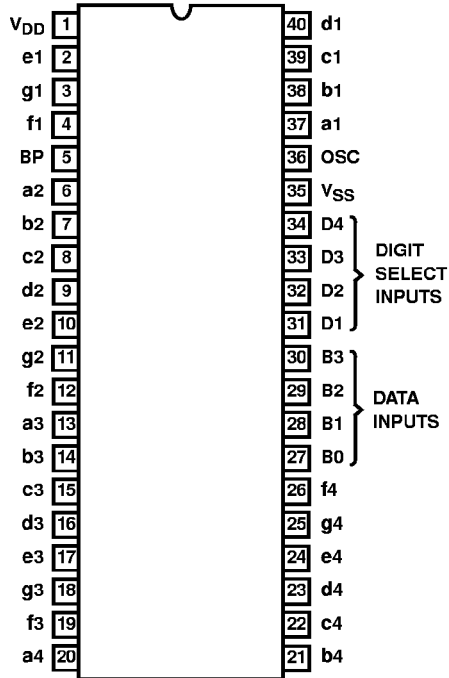 VDD 1 40 d1
e1 2 39 c1
g1 3 38 b1
f1 4 37 a1
BP 5 36 OSC
a2 6 35 VSS
b2 7 34 D4
c2 8 33 D3
d2 9 32 D2
e2 10 31 D1
DIGIT
SELECT
INPUTS
g2 11 30 B3
f2 12 29 B2
a3 13 28 B1
b3 14 27 B0
DATA
INPUTS
c3 15 26 f4
d3 16 25 g4
e3 17 24 e4
g3 18 23 d4
f3 19 22 c4
a4 20 21 b4